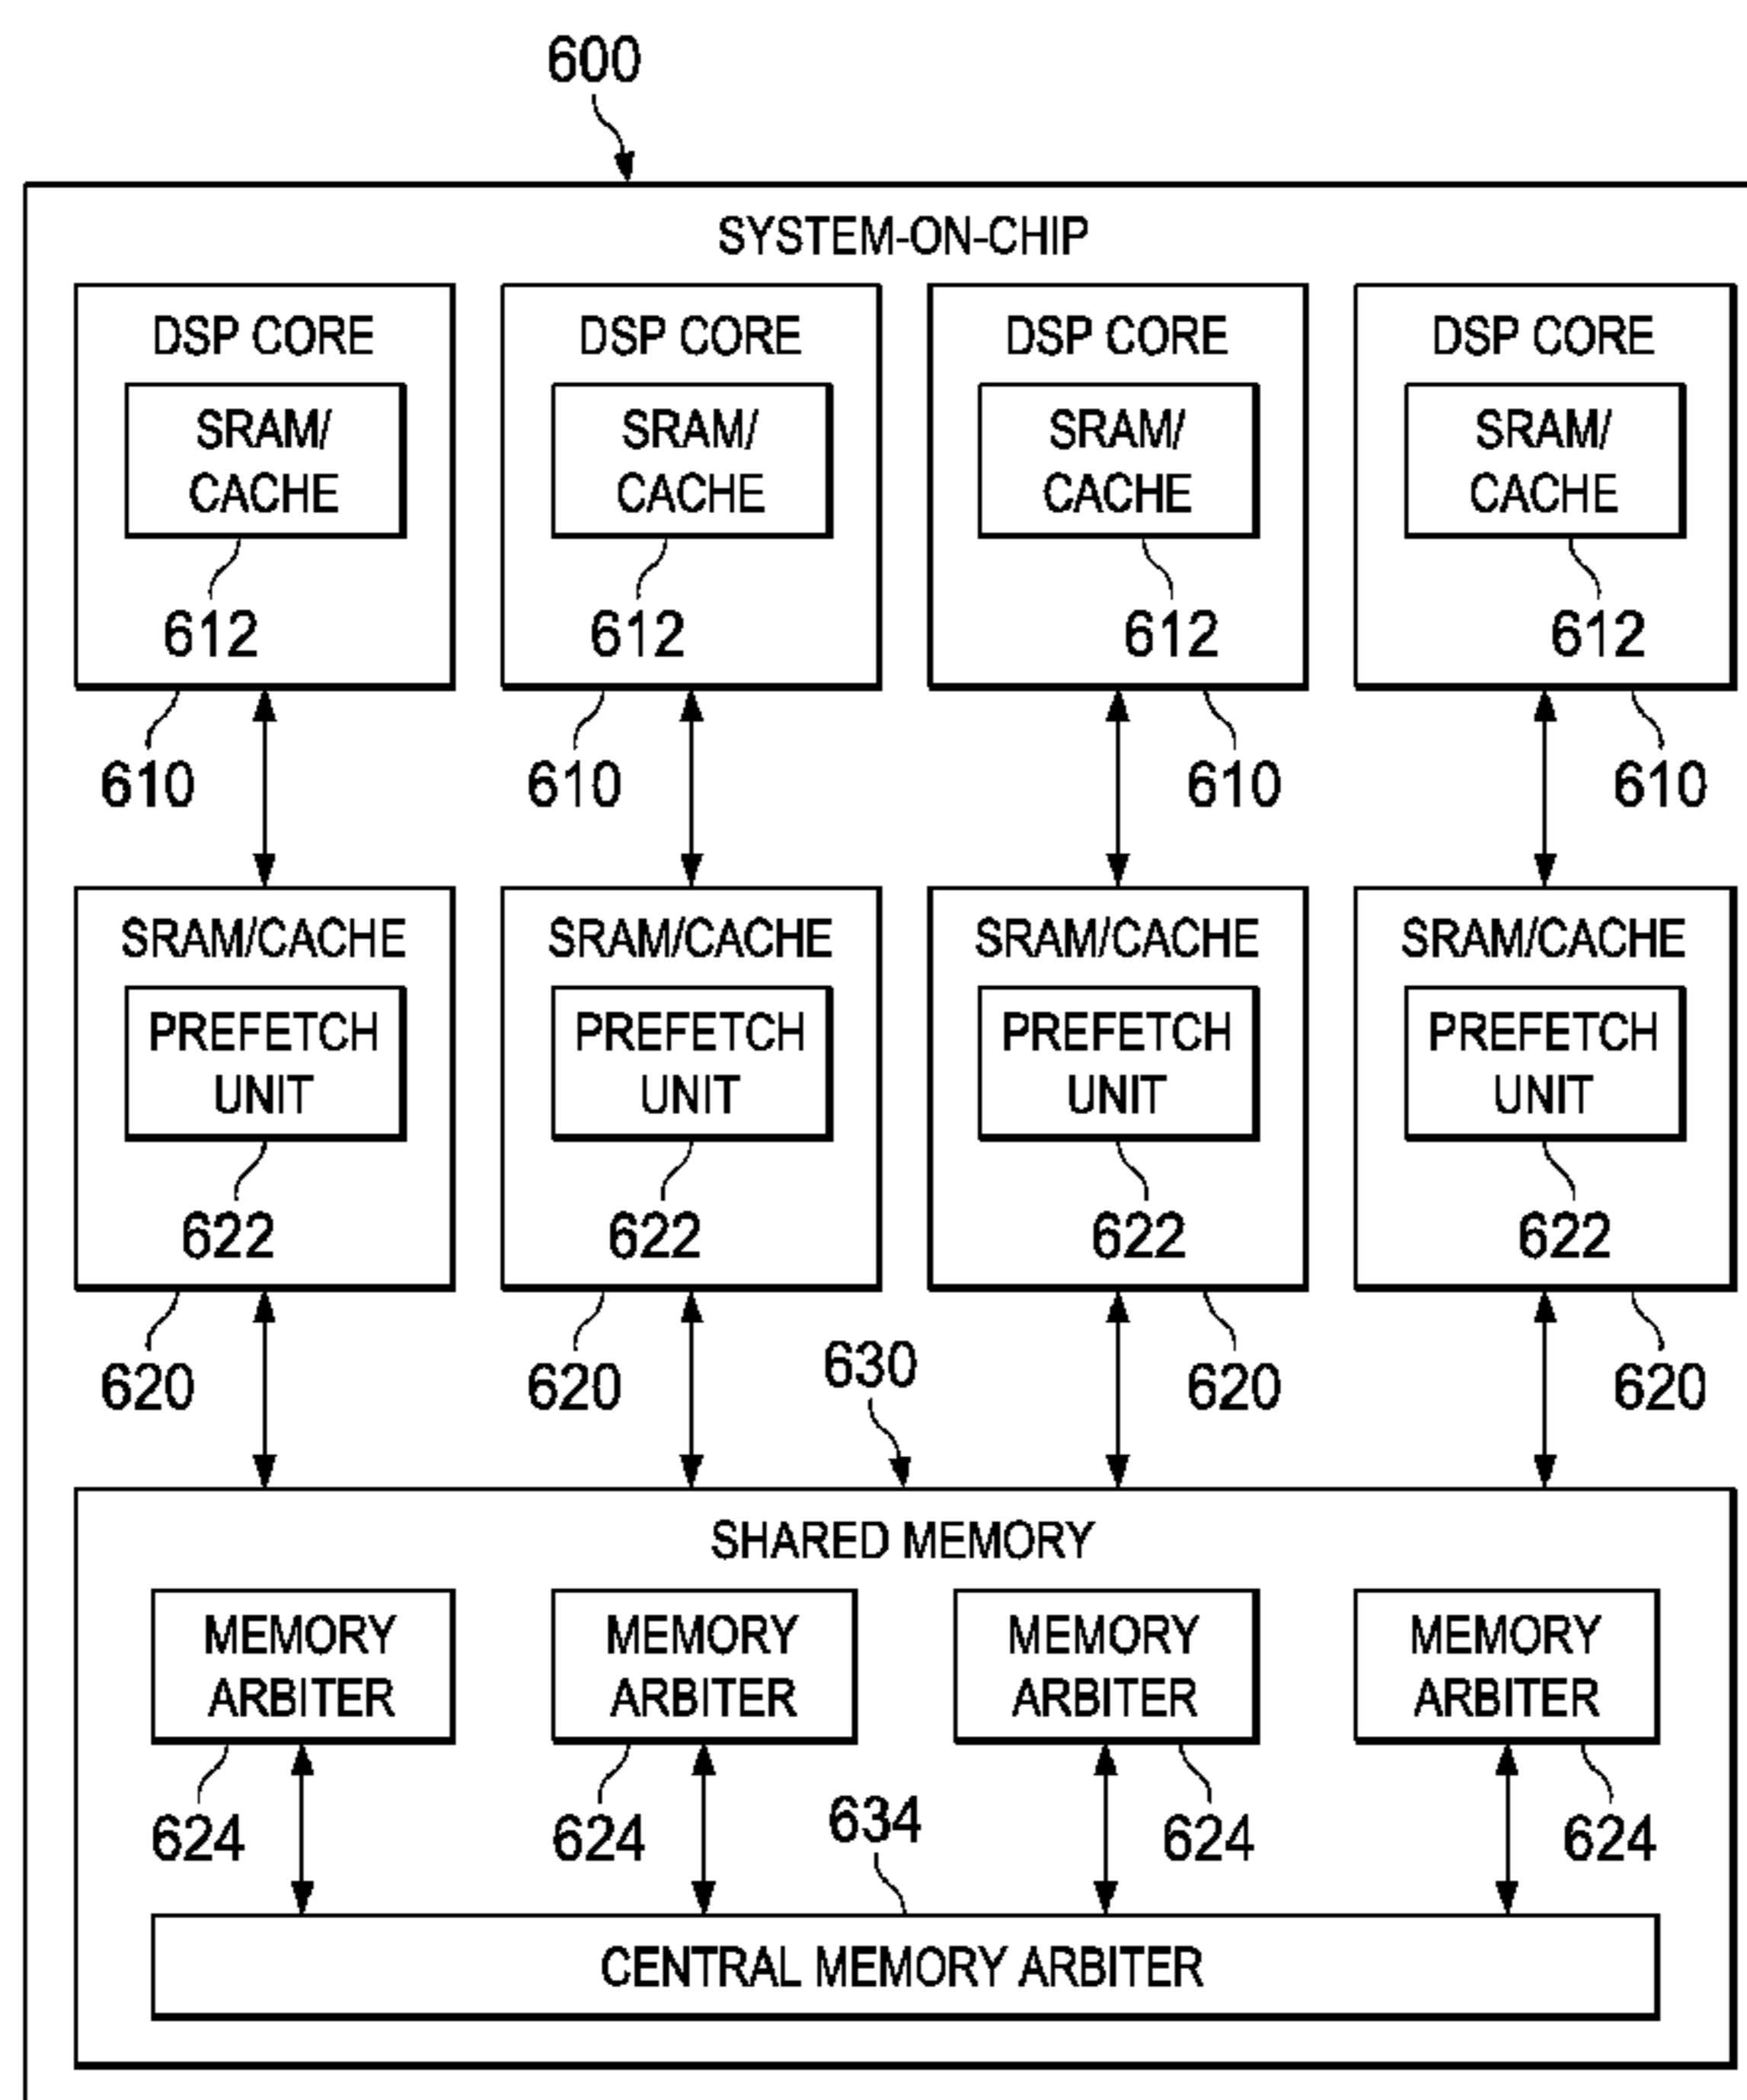 600
SYSTEM-ON-CHIP
DSP CORE DSP CORE DSP CORE DSP CORE
SRAM/ SRAM/ SRAM/ SRAM/
CACHE CACHE CACHE CACHE
612 612 612 612
610 610 610 610
SRAM/CACHE SRAM/CACHE SRAM/CACHE SRAM/CACHE
PREFETCH PREFETCH PREFETCH PREFETCH
UNIT UNIT UNIT UNIT
622 622 622 622
620 620 630 620 620
SHARED MEMORY
MEMORY MEMORY MEMORY MEMORY
ARBITER ARBITER ARBITER ARBITER
624 624 634 624 624
CENTRAL MEMORY ARBITER